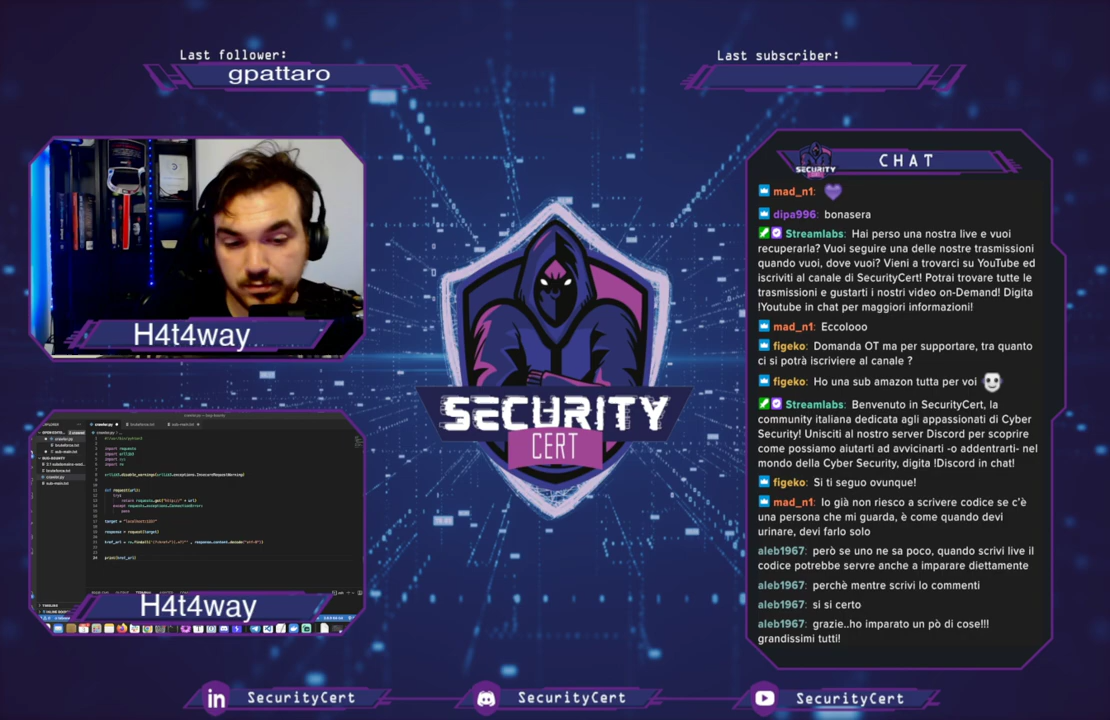 Last follower:
gpattaro
Last subscriber:
H4t4way
H4t4way
SECURITY
CERT
SECURITY
CHAT
mad_n1: 💜
dipa996: bonasera
Streamlabs: Hai perso una nostra live e vuoi
recuperarla? Vuoi seguire una delle nostre trasmissioni
quando vuoi, dove vuoi? Vieni a trovarci su YouTube ed
iscriviti al canale di SecurityCert! Potrai trovare tutte le
trasmissioni e gustarti i nostri video on-Demand! Digita
!Youtube in chat per maggiori informazioni!
mad_n1: Eccolooo
figeko: Domanda OT ma per supportare, tra quanto
ci si potrà iscriviere al canale ?
figeko: Ho una sub amazon tutta per voi
Streamlabs: Benvenuto in SecurityCert, la
community italiana dedicata agli appassionati di Cyber
Security! Unisciti al nostro server Discord per scoprire
come possiamo aiutarti ad avvicinarti -o addentrarti- nel
mondo della Cyber Security, digita !Discord in chat!
figeko: Si ti seguo ovunque!
mad_n1: Io già non riesco a scrivere codice se c'è
una persona che mi guarda, è come quando devi
urinare, devi farlo solo
aleb1967: però se uno ne sa poco, quando scrivi live il
codice potrebbe servre anche a imparare diettamente
aleb1967: perchè mentre scrivi lo commenti
aleb1967: si si certo
aleb1967: grazie..ho imparato un pò di cose!!!
grandissimi tutti!
in SecurityCert
SecurityCert
SecurityCert